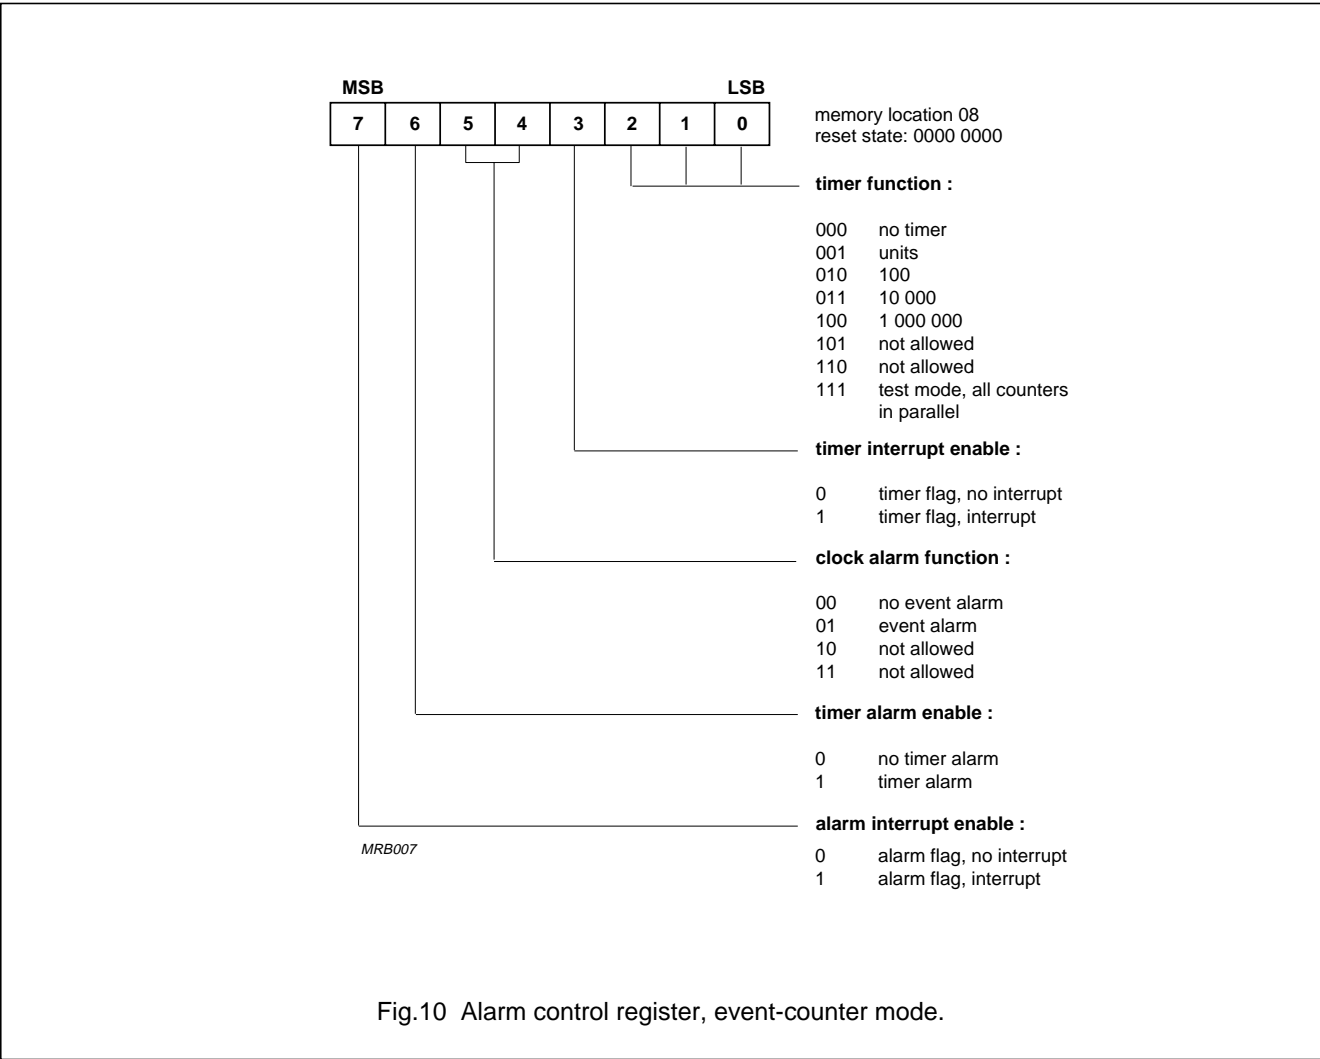 MSB LSB
7 6 5 4 3 2 1 0
memory location 08
reset state: 0000 0000
timer function :
000 no timer
001 units
010 100
011 10 000
100 1 000 000
101 not allowed
110 not allowed
111 test mode, all counters
in parallel
timer interrupt enable :
0 timer flag, no interrupt
1 timer flag, interrupt
clock alarm function :
00 no event alarm
01 event alarm
10 not allowed
11 not allowed
timer alarm enable :
0 no timer alarm
1 timer alarm
alarm interrupt enable :
MRB007
0 alarm flag, no interrupt
1 alarm flag, interrupt
Fig.10 Alarm control register, event-counter mode.